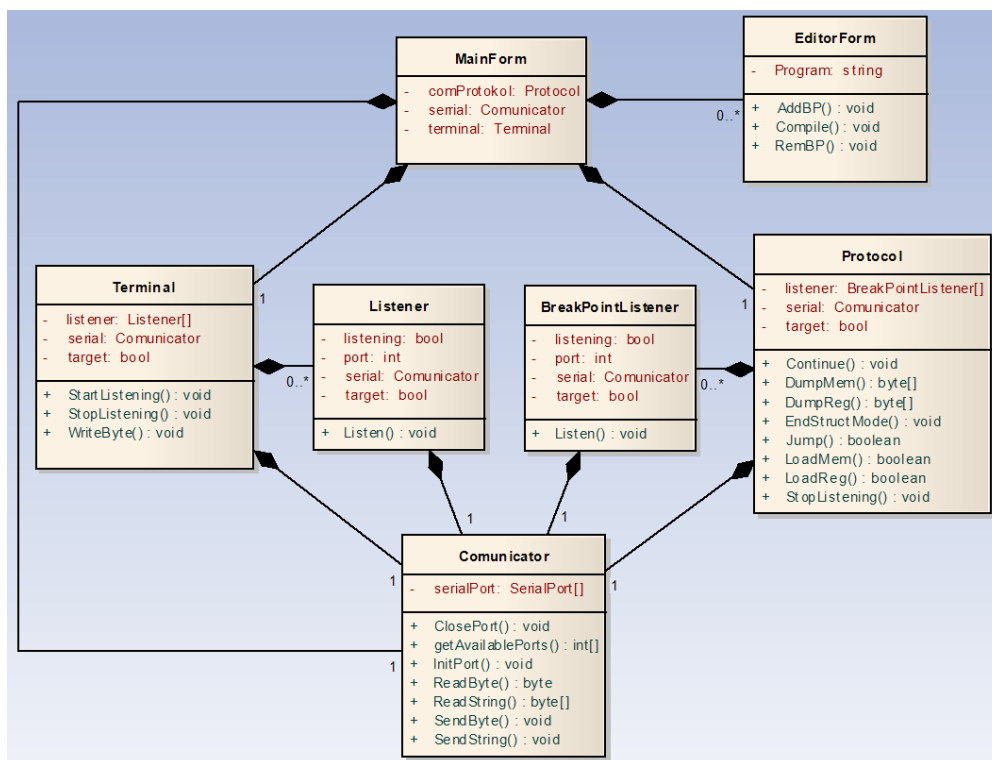 MainForm
- comProtokol: Protocol
- serrial: Comunicator
- terminal: Terminal
EditorForm
- Program: string
+ AddBP() : void
+ Compile() : void
+ RemBP() : void
0..*
Terminal
- listener: Listener[]
- serial: Comunicator
- target: bool
+ StartListening() : void
+ StopListening() : void
+ WriteByte() : void
1
0..*
Listener
- listening: bool
- port: int
- serial: Comunicator
- target: bool
+ Listen() : void
BreakPointListener
- listening: bool
- port: int
- serial: Comunicator
- target: bool
+ Listen() : void
1
0..*
Protocol
- listener: BreakPointListener[]
- serial: Comunicator
- target: bool
+ Continue() : void
+ DumpMem() : byte[]
+ DumpReg() : byte[]
+ EndStructMode() : void
+ Jump() : boolean
+ LoadMem() : boolean
+ LoadReg() : boolean
+ StopListening() : void
1
1
1
1
1
Comunicator
- serialPort: SerialPort[]
+ ClosePort() : void
+ getAvailablePorts() : int[]
+ InitPort() : void
+ ReadByte() : byte
+ ReadString() : byte[]
+ SendByte() : void
+ SendString() : void